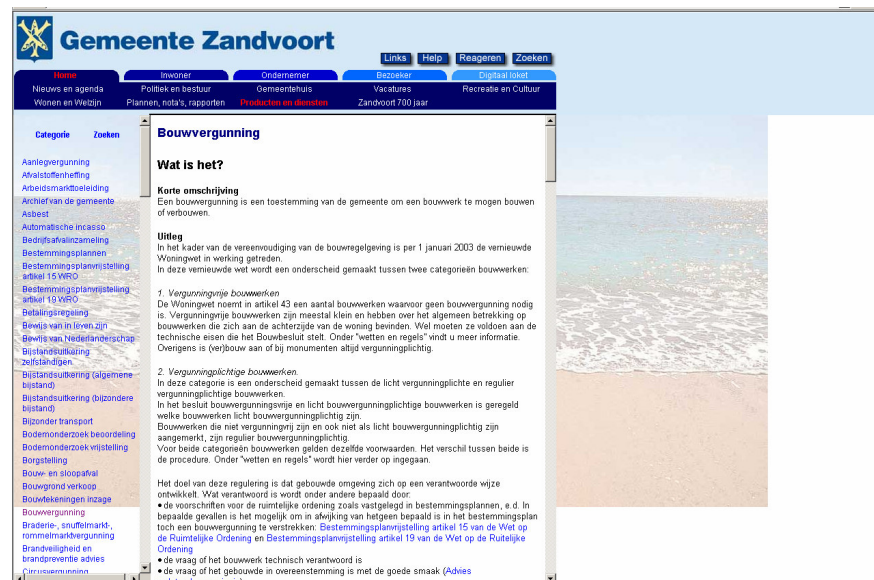 Gemeente Zandvoort
Links Help Reageren Zoeken
Home Inwoner Ondernemer Bezoeker Digitaal loket
Nieuws en agenda Politiek en bestuur Gemeentehuis Vacatures Recreatie en Cultuur
Wonen en Welzijn Plannen, nota's, rapporten Producten en diensten Zandvoort 700 jaar
Categorie Zoeken
Aanlegvergunning
Afvalstoffenheffing
Arbeidsmarkttoeleiding
Archief van de gemeente
Asbest
Automatische incasso
Bedrijfsafvalinzameling
Bestemmingsplannen
Bestemmingsplanvrijstelling
artikel 15 WRO
Bestemmingsplanvrijstelling
artikel 19 WRO
Betalingsregeling
Bewijs van in leven zijn
Bewijs van Nederlanderschap
Bijstandsuitkering
zelfstandigen
Bijstandsuitkering (algemene
bijstand)
Bijstandsuitkering (bijzondere
bijstand)
Bijzonder transport
Bodemonderzoek beoordeling
Bodemonderzoek vrijstelling
Borgstelling
Bouw- en sloopafval
Bouwgrond verkoop
Bouwtekeningen inzage
Bouwvergunning
Braderie-, snuffelmarkt-,
rommelmarktvergunning
Brandveiligheid en
brandpreventie advies
Circusvergunning
Bouwvergunning
Wat is het?
Korte omschrijving
Een bouwvergunning is een toestemming van de gemeente om een bouwwerk te mogen bouwen
of verbouwen.
Uitleg
In het kader van de vereenvoudiging van de bouwregelgeving is per 1 januari 2003 de vernieuwde
Woningwet in werking getreden.
In deze vernieuwde wet wordt een onderscheid gemaakt tussen twee categorieën bouwwerken:
1. Vergunningvrije bouwwerken
De Woningwet noemt in artikel 43 een aantal bouwwerken waarvoor geen bouwvergunning nodig
is. Vergunningvrije bouwwerken zijn meestal klein en hebben over het algemeen betrekking op
bouwwerken die zich aan de achterzijde van de woning bevinden. Wel moeten ze voldoen aan de
technische eisen die het Bouwbesluit stelt. Onder "wetten en regels" vindt u meer informatie.
Overigens is (ver)bouw aan of bij monumenten altijd vergunningplichtig.
2. Vergunningplichtige bouwwerken.
In deze categorie is een onderscheid gemaakt tussen de licht vergunningplichte en regulier
vergunningplichtige bouwwerken.
In het besluit bouwvergunningsvrije en licht bouwvergunningplichtige bouwwerken is geregeld
welke bouwwerken licht bouwvergunningplichtig zijn.
Bouwwerken die niet vergunningvrij zijn en ook niet als licht bouwvergunningplichtig zijn
aangemerkt, zijn regulier bouwvergunningplichtig.
Voor beide categorieën bouwwerken gelden dezelfde voorwaarden. Het verschil tussen beide is
de procedure. Onder "wetten en regels" wordt hier verder op ingegaan.
Het doel van deze regulering is dat gebouwde omgeving zich op een verantwoorde wijze
ontwikkelt. Wat verantwoord is wordt onder andere bepaald door:
• de voorschriften voor de ruimtelijke ordening zoals vastgelegd in bestemmingsplannen, e.d. In
bepaalde gevallen is het mogelijk om in afwijking van hetgeen bepaald is in het bestemmingsplan
toch een bouwvergunning te verstrekken: Bestemmingsplanvrijstelling artikel 15 van de Wet op
de Ruimtelijke Ordening en Bestemmingsplanvrijstelling artikel 19 van de Wet op de Ruitelijke
Ordening
• de vraag of het bouwwerk technisch verantwoord is
• de vraag of het gebouwde in overeenstemming is met de goede smaak (Advies